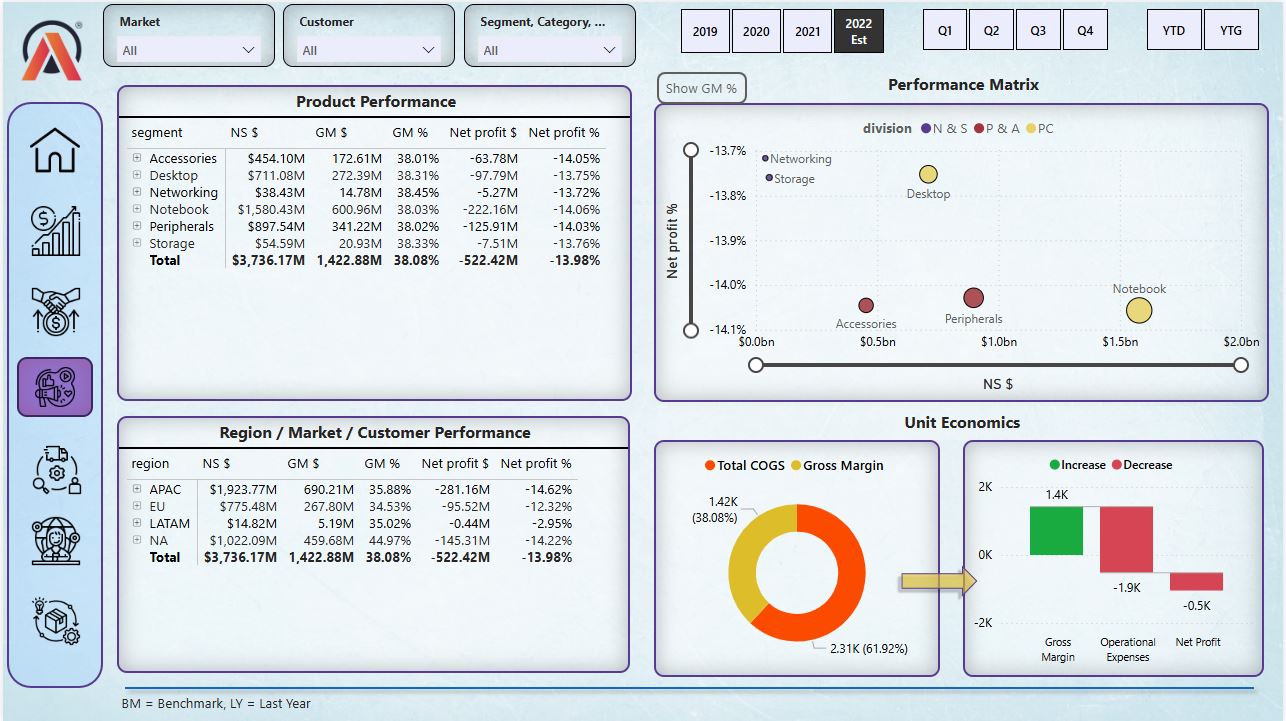 Market
All
Customer
All
Segment, Category, ...
All
2019
2020
2021
2022
Est
Q1
Q2
Q3
Q4
YTD
YTG
Product Performance
segment NS $ GM $ GM % Net profit $ Net profit %
Accessories $454.10M 172.61M 38.01% -63.78M -14.05%
Desktop $711.08M 272.39M 38.31% -97.79M -13.75%
Networking $38.43M 14.78M 38.45% -5.27M -13.72%
Notebook $1,580.43M 600.96M 38.03% -222.16M -14.06%
Peripherals $897.54M 341.22M 38.02% -125.91M -14.03%
Storage $54.59M 20.93M 38.33% -7.51M -13.76%
Total $3,736.17M 1,422.88M 38.08% -522.42M -13.98%
Show GM %
Performance Matrix
division N & S P & A PC
Net profit %
-13.7%
-13.8%
-13.9%
-14.0%
-14.1%
Networking
Storage
Desktop
Accessories
Peripherals
Notebook
$0.0bn $0.5bn $1.0bn $1.5bn $2.0bn
NS $
Region / Market / Customer Performance
region NS $ GM $ GM % Net profit $ Net profit %
APAC $1,923.77M 690.21M 35.88% -281.16M -14.62%
EU $775.48M 267.80M 34.53% -95.52M -12.32%
LATAM $14.82M 5.19M 35.02% -0.44M -2.95%
NA $1,022.09M 459.68M 44.97% -145.31M -14.22%
Total $3,736.17M 1,422.88M 38.08% -522.42M -13.98%
Unit Economics
Total COGS Gross Margin
1.42K
(38.08%)
2.31K (61.92%)
Increase Decrease
2K
0K
-2K
1.4K
-1.9K
-0.5K
Gross
Margin
Operational
Expenses
Net Profit
BM = Benchmark, LY = Last Year